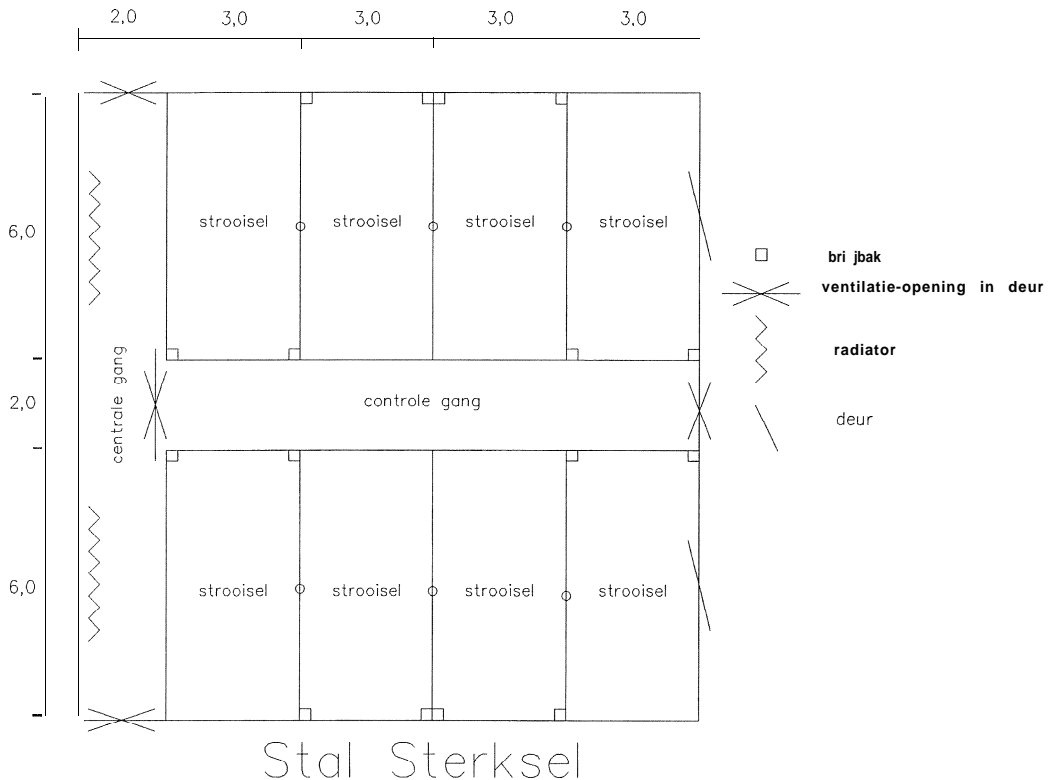 2,0 3,0 3,0 3,0 3,0
6,0
strooisel strooisel strooisel strooisel
bri jbak
ventilatie-opening in deur
radiator
deur
centrale gang
2,0
controle gang
6,0
strooisel strooisel strooisel strooisel
Stal Sterksel